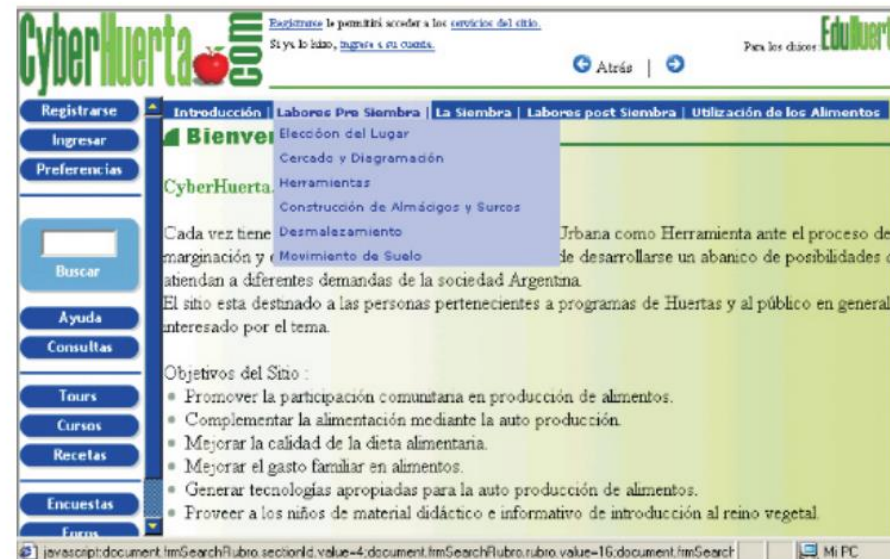 CyberHuerta.com
Registrarse le permitirá acceder a los servicios del sitio.
Si ya lo hizo, ingrese a su cuenta.
Atrás |
Para los chicos: EduHuert
Registrarse
Ingresar
Preferencias
Buscar
Ayuda
Consultas
Tours
Cursos
Recetas
Encuestas
Foros
Introducción | Labores Pre Siembra | La Siembra | Labores post Siembra | Utilización de los Alimentos
Elección del Lugar
Cercado y Diagramación
Herramientas
Construcción de Almácigos y Surcos
Desmalezamiento
Movimiento de Suelo
Bienve
CyberHuerta.
Cada vez tiene Urbana como Herramienta ante el proceso de
marginación y de desarrollarse un abanico de posibilidades
atiendan a diferentes demandas de la sociedad Argentina.
El sitio esta destinado a las personas pertenecientes a programas de Huertas y al público en general
interesado por el tema.
Objetivos del Sitio :
Promover la participación comunitaria en producción de alimentos.
Complementar la alimentación mediante la auto producción.
Mejorar la calidad de la dieta alimentaria.
Mejorar el gasto familiar en alimentos.
Generar tecnologías apropiadas para la auto producción de alimentos.
Proveer a los niños de material didáctico e informativo de introducción al reino vegetal.
javascript:document.frmSearchRubro.sectionId.value=4;document.frmSearchRubro.rubro.value=16;document.frmSearch
Mi PC